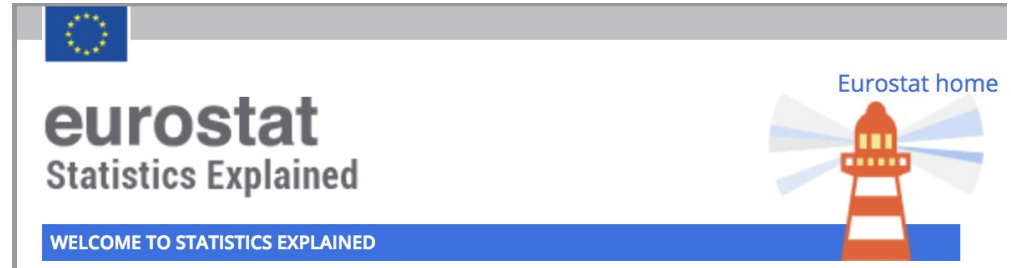 Eurostat home
eurostat
Statistics Explained
WELCOME TO STATISTICS EXPLAINED